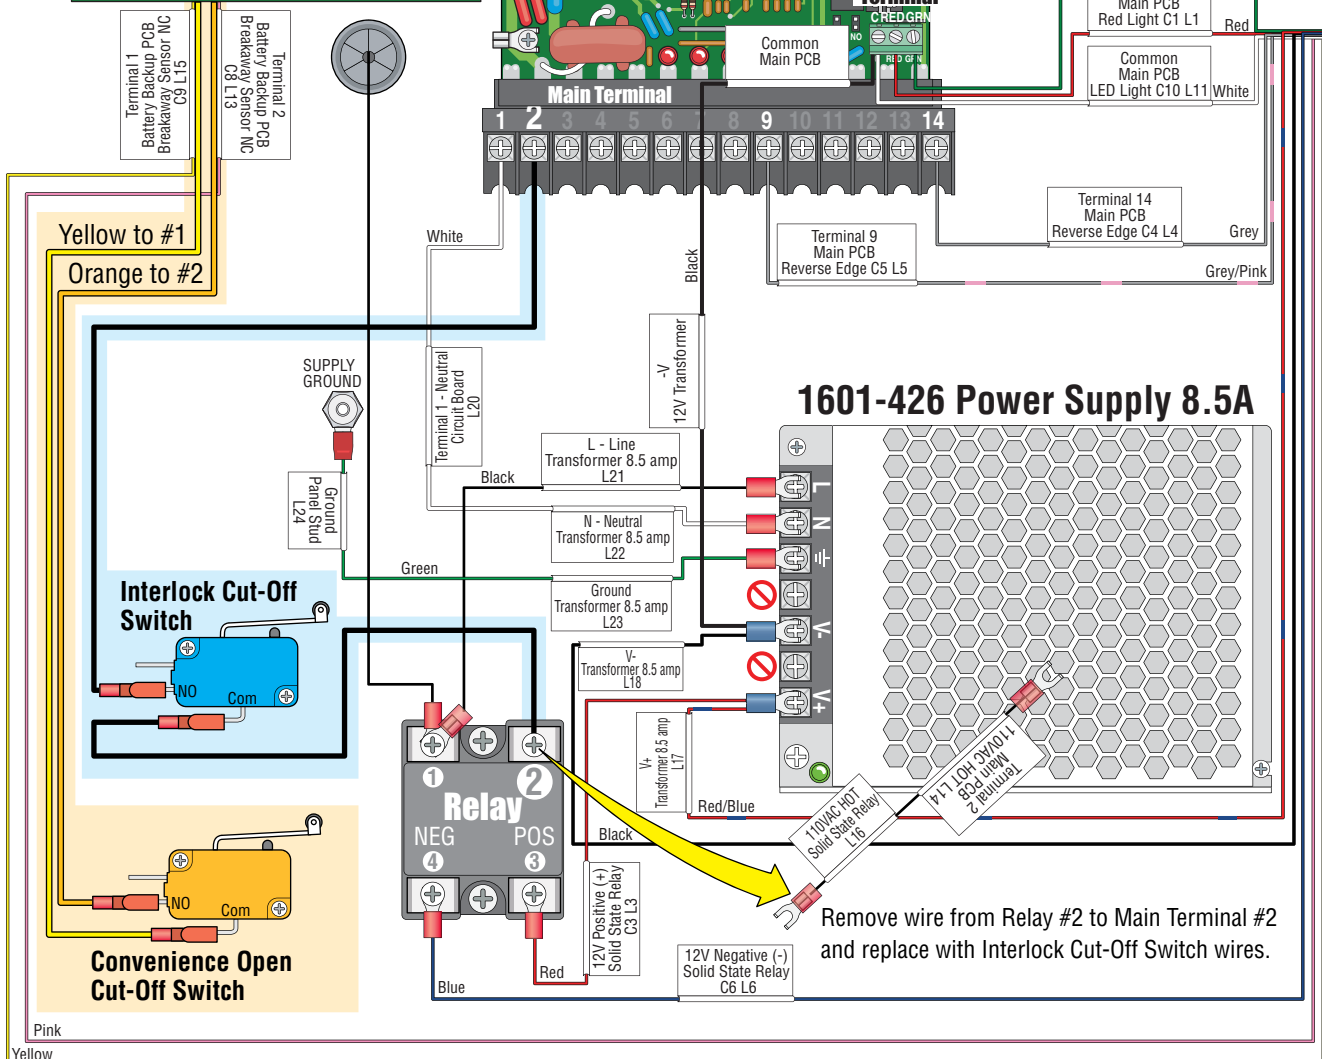 Terminal 1
Battery Backup PCB
Breakaway Sensor NC
C9 L15
Terminal 2
Battery Backup PCB
Breakaway Sensor NC
C8 L13
Common
Main PCB
C RED GRN
NO
RED GRN
Main PCB
Red Light C1 L1
Red
Common
Main PCB
LED Light C10 L11
White
Main Terminal
1 2 3 4 5 6 7 8 9 10 11 12 13 14
Yellow to #1
Orange to #2
White
Black
Terminal 9
Main PCB
Reverse Edge C5 L5
Terminal 14
Main PCB
Reverse Edge C4 L4
Grey
Grey/Pink
SUPPLY
GROUND
Terminal 1 - Neutral
Circuit Board
L20
-V
12V Transformer
1601-426 Power Supply 8.5A
L - Line
Transformer 8.5 amp
L21
Black
N - Neutral
Transformer 8.5 amp
L22
Ground
Panel Stud
L24
Green
Ground
Transformer 8.5 amp
L23
L
N
V-
V+
V-
Transformer 8.5 amp
L18
V+
Transformer 8.5 amp
L17
Red/Blue
Black
Interlock Cut-Off
Switch
NO
Com
1
2
Relay
NEG
POS
4
3
Terminal 2
Main PCB
110VAC HOT L14
110VAC HOT
Solid State Relay
L16
Convenience Open
Cut-Off Switch
NO
Com
12V Positive (+)
Solid State Relay
C3 L3
Red
Blue
12V Negative (-)
Solid State Relay
C6 L6
Remove wire from Relay #2 to Main Terminal #2
and replace with Interlock Cut-Off Switch wires.
Pink
Yellow